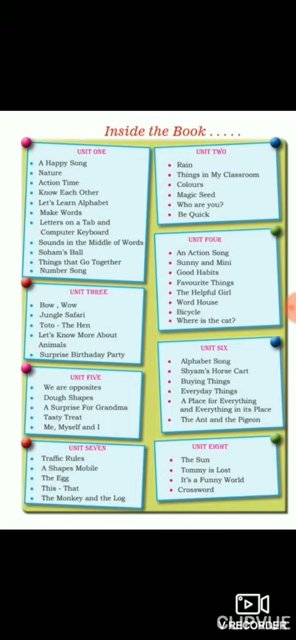 Inside the Book . . . . .
UNIT ONE
A Happy Song
Nature
Action Time
Know Each Other
Let's Learn Alphabet
Make Words
Letters on a Tab and
Computer Keyboard
Sounds in the Middle of Words
Soham's Ball
Things that Go Together
Number Song
UNIT TWO
Rain
Things in My Classroom
Colours
Magic Seed
Who are you?
Be Quick
UNIT THREE
Bow , Wow
Jungle Safari
Toto - The Hen
Let's Know More About
Animals
Surprise Birthday Party
UNIT FOUR
An Action Song
Sunny and Mini
Good Habits
Favourite Things
The Helpful Girl
Word House
Bicycle
Where is the cat?
UNIT FIVE
We are opposites
Dough Shapes
A Surprise For Grandma
Tasty Treat
Me, Myself and I
UNIT SIX
Alphabet Song
Shyam's Horse Cart
Buying Things
Everyday Things
A Place for Everything
and Everything in its Place
The Ant and the Pigeon
UNIT SEVEN
Traffic Rules
A Shapes Mobile
The Egg
This - That
The Monkey and the Log
UNIT EIGHT
The Sun
Tommy is Lost
It's a Funny World
Crossword
RECORDER